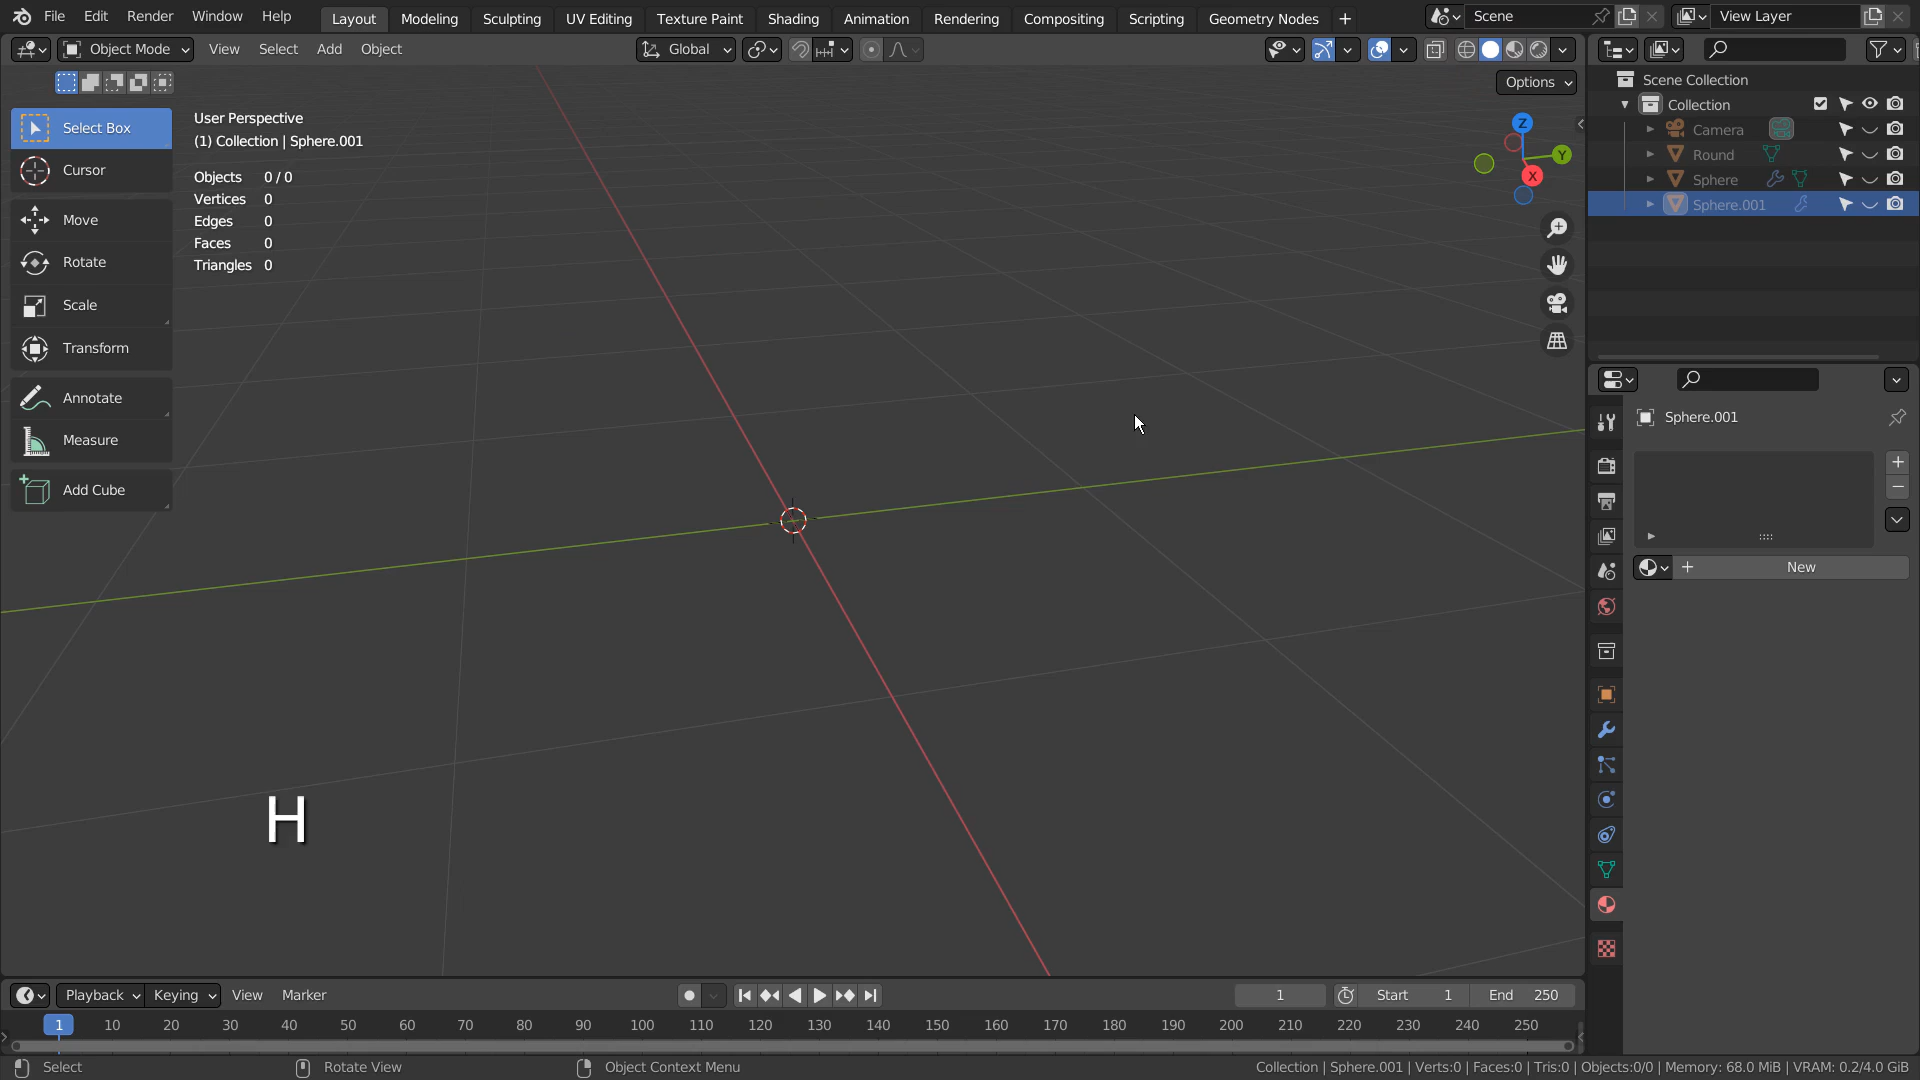 File Edit Render Window Help Layout Modeling Sculpting UV Editing Texture Paint Shading Animation Rendering Compositing Scripting Geometry Nodes + Scene View Layer
Object Mode View Select Add Object Global
Options
Select Box
Cursor
Move
Rotate
Scale
Transform
Annotate
Measure
Add Cube
User Perspective
(1) Collection | Sphere.001
Objects 0 / 0
Vertices 0
Edges 0
Faces 0
Triangles 0
Z
Y
X
H
Scene Collection
Collection
Camera
Round
Sphere
Sphere.001
Sphere.001
New
Playback Keying View Marker 1 Start 1 End 250
1 10 20 30 40 50 60 70 80 90 100 110 120 130 140 150 160 170 180 190 200 210 220 230 240 250
Select Rotate View Object Context Menu Collection | Sphere.001 | Verts:0 | Faces:0 | Tris:0 | Objects:0/0 | Memory: 68.0 MiB | VRAM: 0.2/4.0 GiB